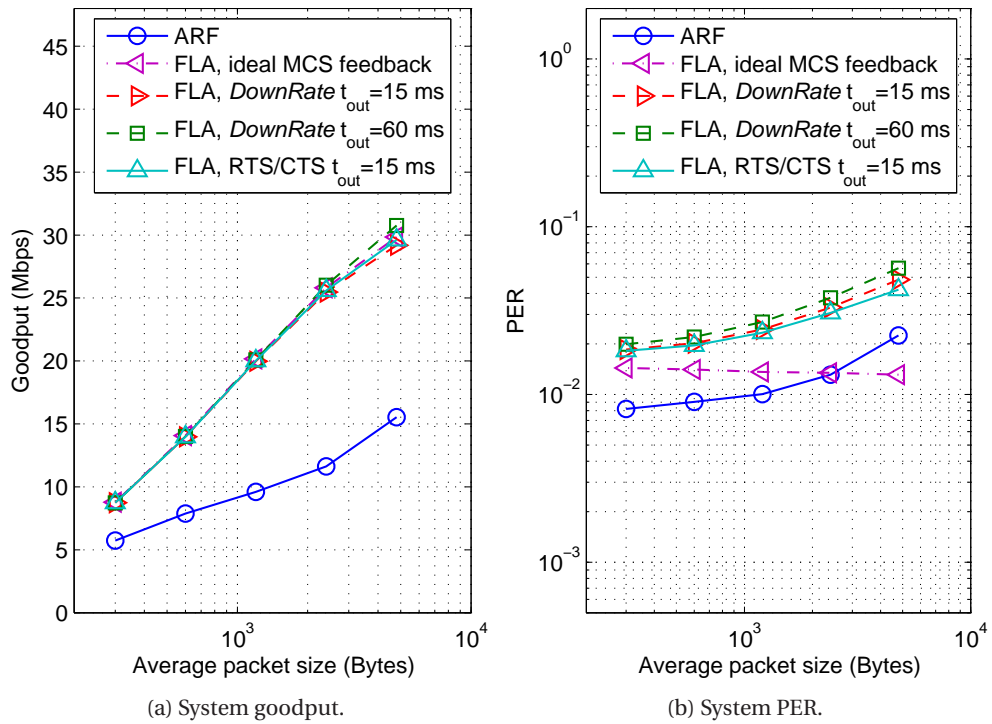 45
40
35
30
25
20
15
10
5
0
Goodput (Mbps)
ARF
FLA, ideal MCS feedback
FLA, DownRate t_out=15 ms
FLA, DownRate t_out=60 ms
FLA, RTS/CTS t_out=15 ms
10^3
10^4
Average packet size (Bytes)
(a) System goodput.
10^0
10^-1
10^-2
10^-3
PER
ARF
FLA, ideal MCS feedback
FLA, DownRate t_out=15 ms
FLA, DownRate t_out=60 ms
FLA, RTS/CTS t_out=15 ms
10^3
10^4
Average packet size (Bytes)
(b) System PER.